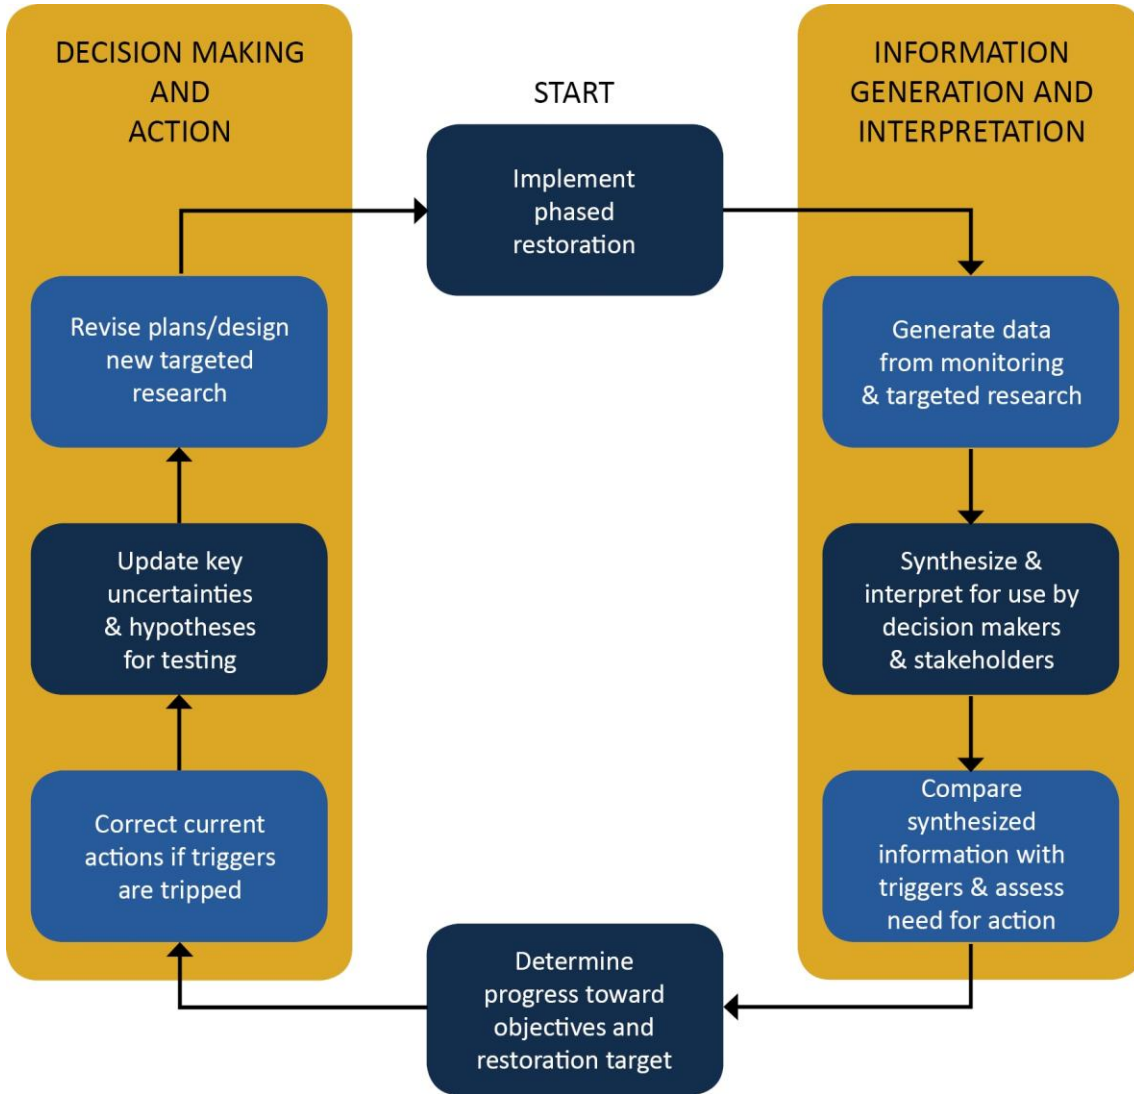 DECISION MAKING
AND
ACTION
START
INFORMATION
GENERATION AND
INTERPRETATION
Implement
phased
restoration
Generate data
from monitoring
& targeted research
Synthesize &
interpret for use by
decision makers
& stakeholders
Compare
synthesized
information with
triggers & assess
need for action
Determine
progress toward
objectives and
restoration target
Correct current
actions if triggers
are tripped
Update key
uncertainties
& hypotheses
for testing
Revise plans/design
new targeted
research